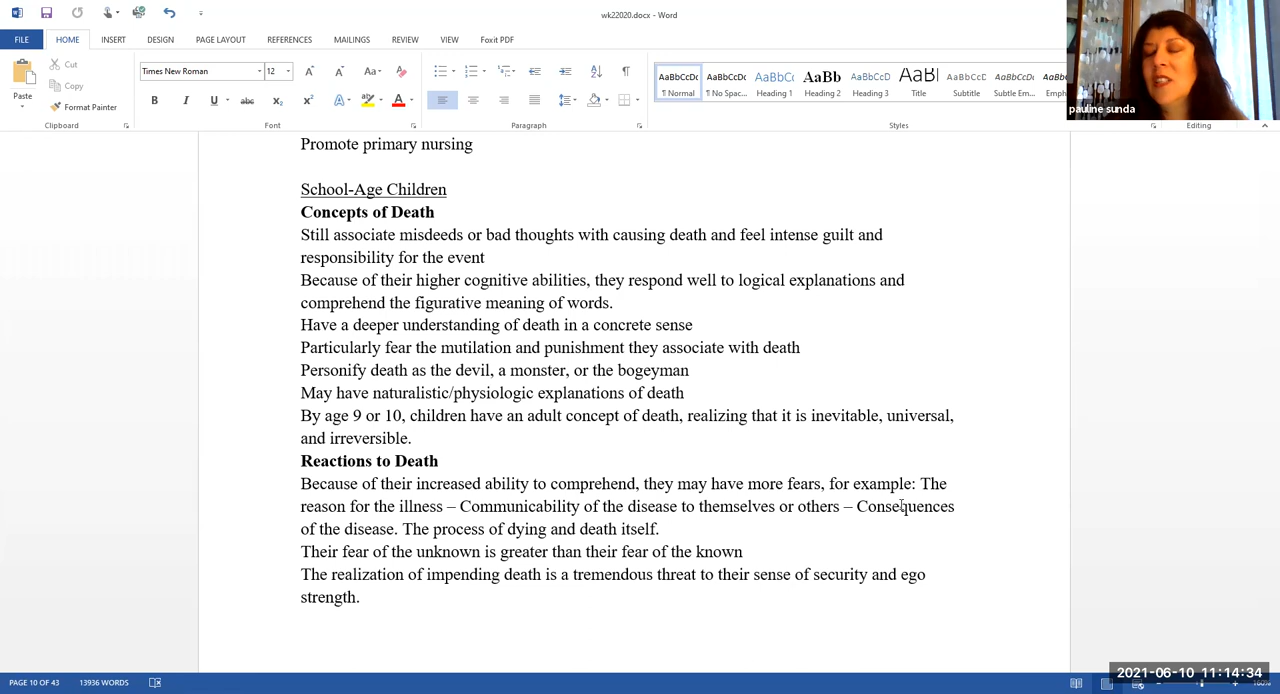 wk22020.docx - Word
FILE HOME INSERT DESIGN PAGE LAYOUT REFERENCES MAILINGS REVIEW VIEW Foxit PDF
Paste
Cut
Copy
Format Painter
Times New Roman 12
AaBbCcDc AaBbCcDc AaBbCc AaBb AaBbCcD AaB AaBbCcD AaBbCcDc
¶ Normal ¶ No Spac... Heading 1 Heading 2 Heading 3 Title Subtitle Subtle Em... Emph
Clipboard Font Paragraph Styles Editing
pauline sunda
Promote primary nursing
School-Age Children
Concepts of Death
Still associate misdeeds or bad thoughts with causing death and feel intense guilt and
responsibility for the event
Because of their higher cognitive abilities, they respond well to logical explanations and
comprehend the figurative meaning of words.
Have a deeper understanding of death in a concrete sense
Particularly fear the mutilation and punishment they associate with death
Personify death as the devil, a monster, or the bogeyman
May have naturalistic/physiologic explanations of death
By age 9 or 10, children have an adult concept of death, realizing that it is inevitable, universal,
and irreversible.
Reactions to Death
Because of their increased ability to comprehend, they may have more fears, for example: The
reason for the illness – Communicability of the disease to themselves or others – Consequences
of the disease. The process of dying and death itself.
Their fear of the unknown is greater than their fear of the known
The realization of impending death is a tremendous threat to their sense of security and ego
strength.
PAGE 10 OF 43 13936 WORDS
2021-06-10 11:14:34